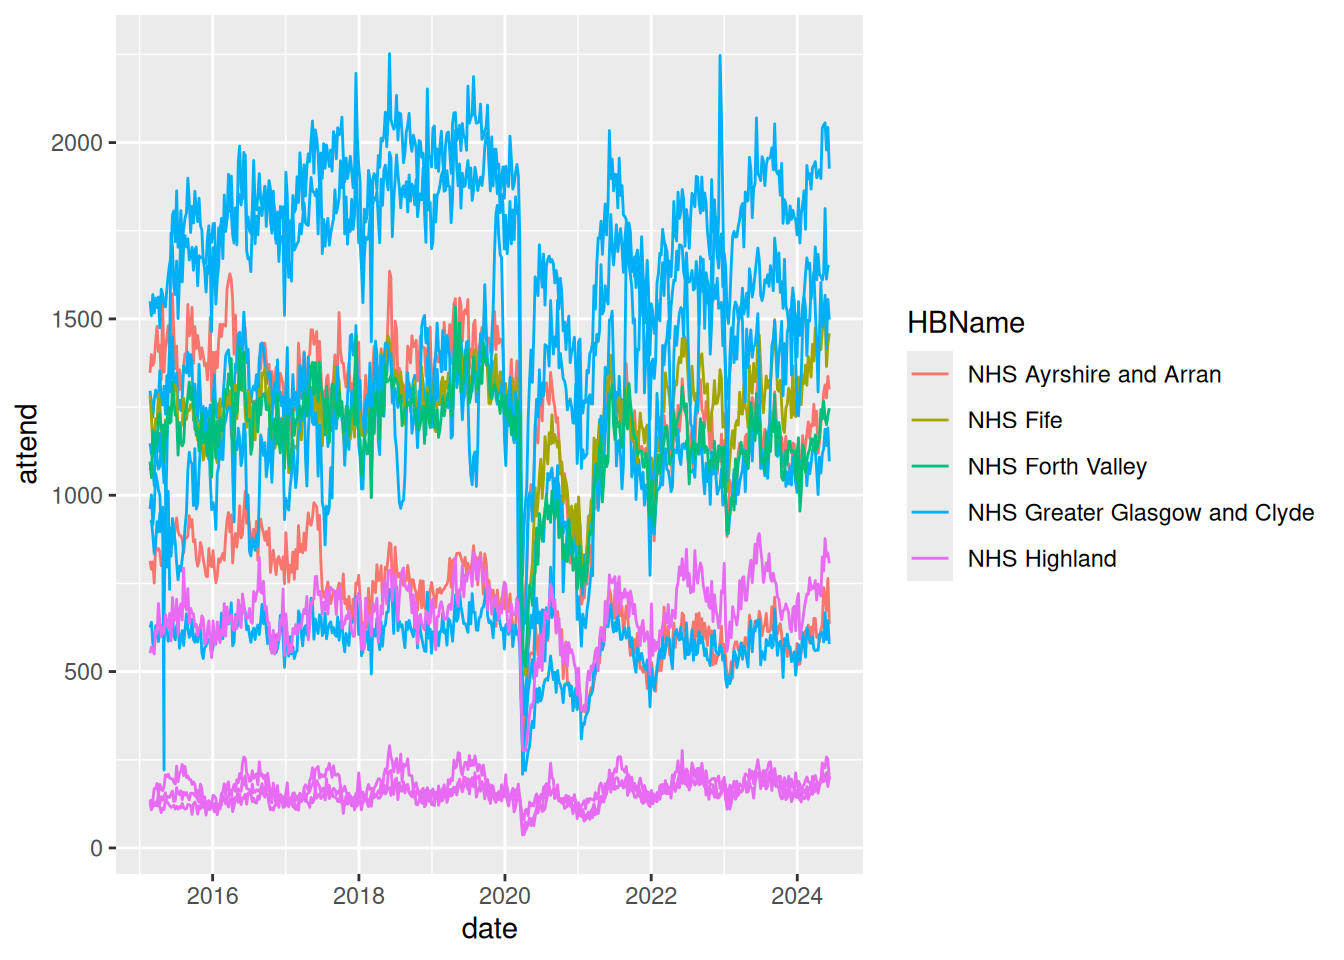 2000
1500
1000
500
0
attend
2016 2018 2020 2022 2024
date
HBName
NHS Ayrshire and Arran
NHS Fife
NHS Forth Valley
NHS Greater Glasgow and Clyde
NHS Highland